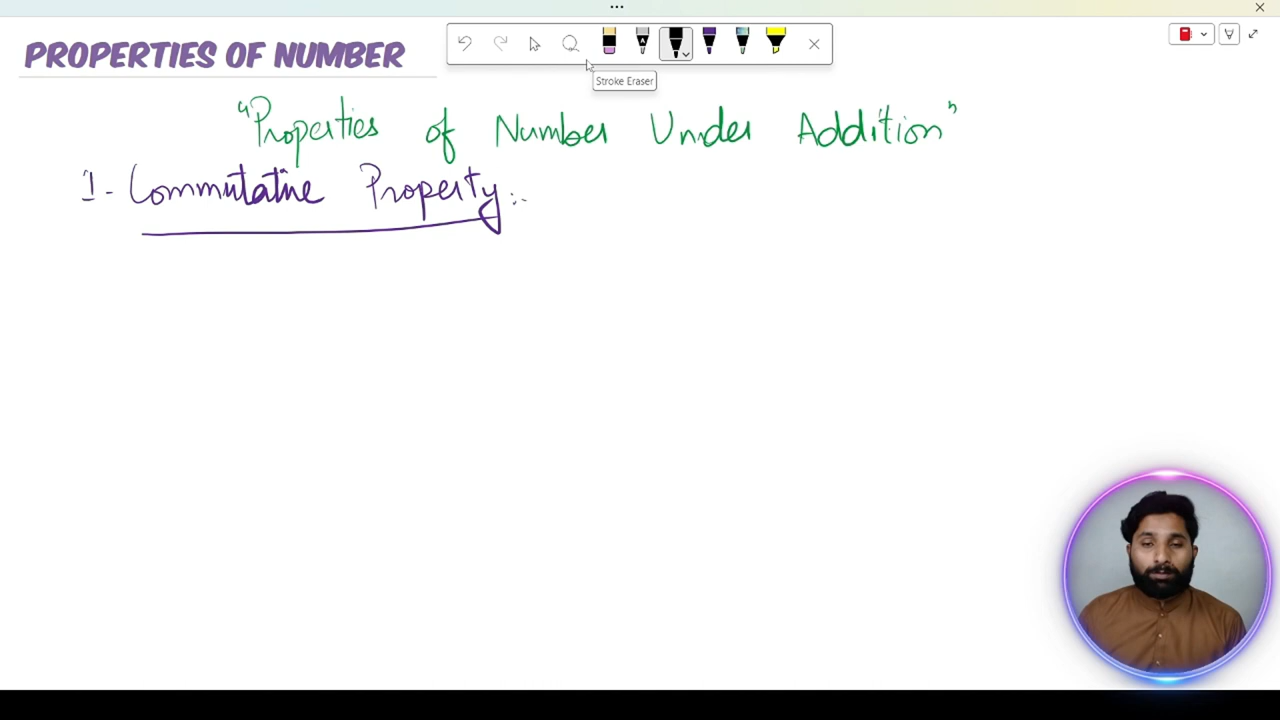 PROPERTIES OF NUMBER
Stroke Eraser
"Properties of Number Under Addition"
1- Commutative Property:-